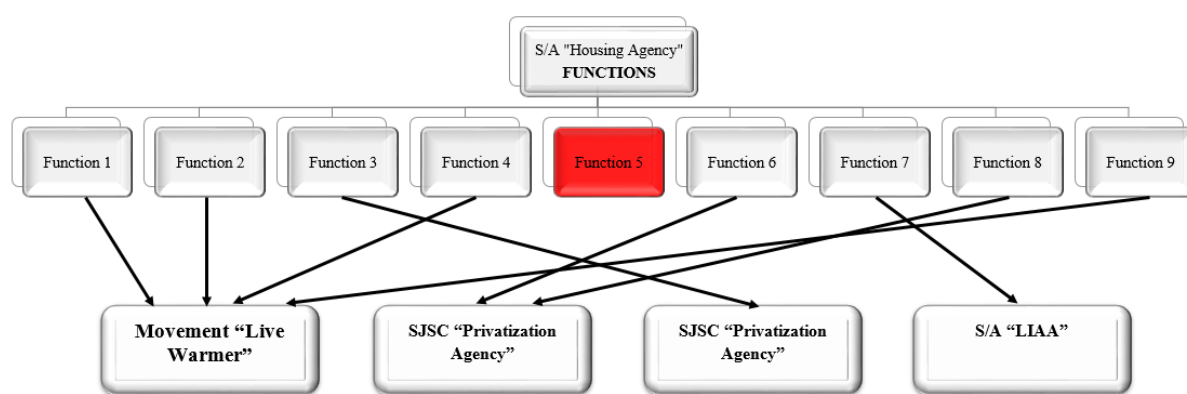 S/A "Housing Agency"
FUNCTIONS
Function 1
Function 2
Function 3
Function 4
Function 5
Function 6
Function 7
Function 8
Function 9
Movement “Live
Warmer”
SJSC “Privatization
Agency”
SJSC “Privatization
Agency”
S/A “LIAA”